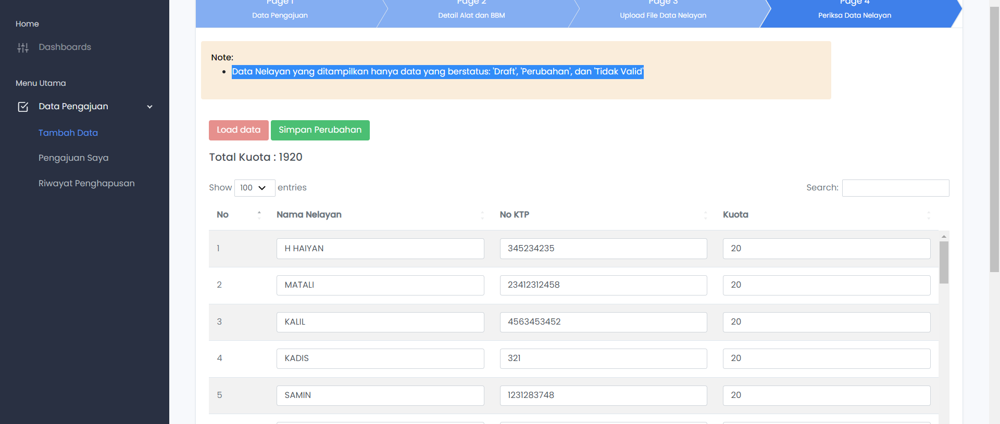 Page 1
Page 2
Page 3
Page 4
Data Pengajuan
Detail Alat dan BBM
Upload File Data Nelayan
Periksa Data Nelayan
Home
Dashboards
Menu Utama
Data Pengajuan
Tambah Data
Pengajuan Saya
Riwayat Penghapusan
Note:
Data Nelayan yang ditampilkan hanya data yang berstatus: 'Draft', 'Perubahan', dan 'Tidak Valid'
Load data Simpan Perubahan
Total Kuota : 1920
Show 100 entries Search:
No Nama Nelayan No KTP Kuota
1 H HAIYAN 345234235 20
2 MATALI 23412312458 20
3 KALIL 4563453452 20
4 KADIS 321 20
5 SAMIN 1231283748 20